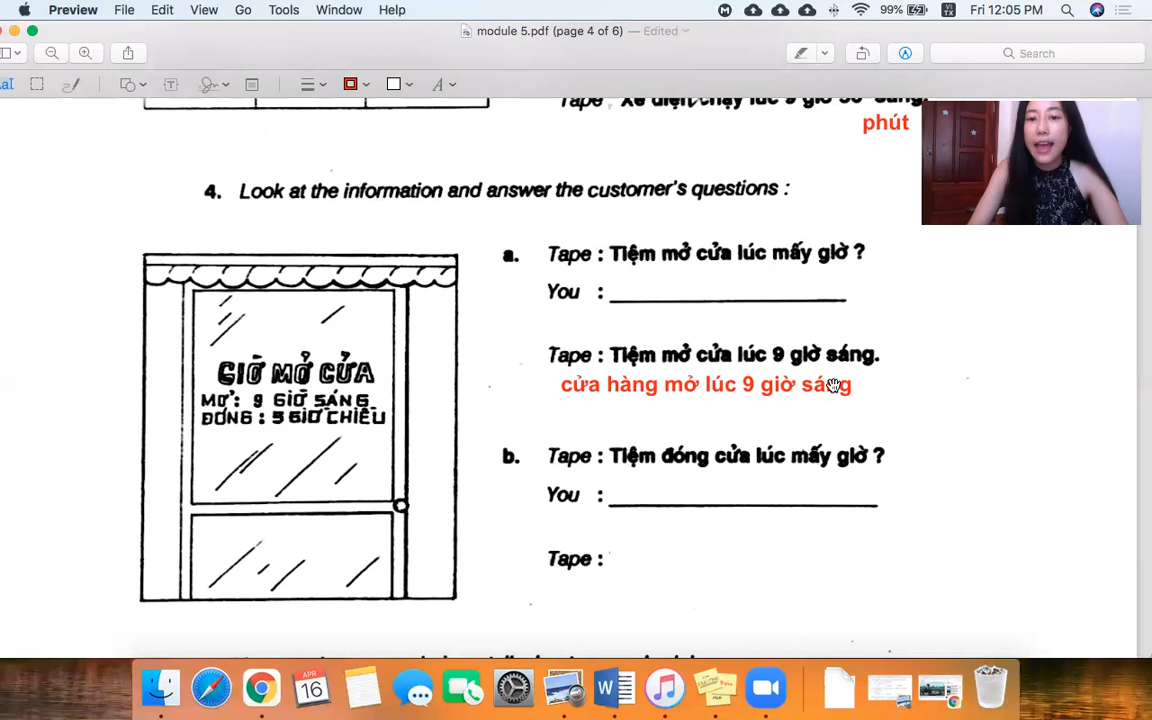 Preview File Edit View Go Tools Window Help 99% VI TX Fri 12:05 PM
module 5.pdf (page 4 of 6) — Edited
Search
phút
4. Look at the information and answer the customer's questions :
a. Tape : Tiệm mở cửa lúc mấy giờ ?
You :
Tape : Tiệm mở cửa lúc 9 giờ sáng.
cửa hàng mở lúc 9 giờ sáng
GIỜ MỞ CỬA
MỞ : 9 GIỜ SÁNG
ĐÓNG : 5 GIỜ CHIỀU
b. Tape : Tiệm đóng cửa lúc mấy giờ ?
You :
Tape :
APR
16